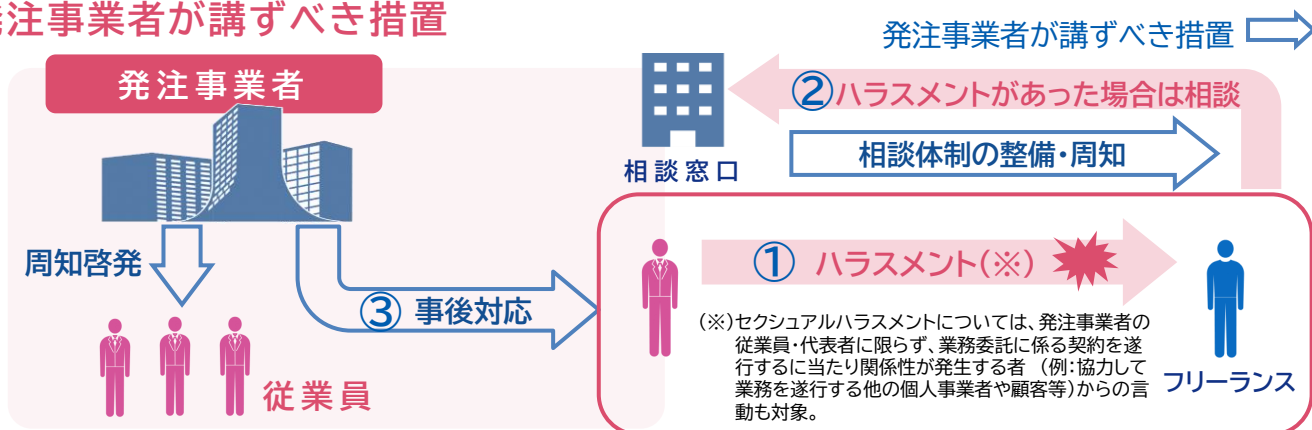 発注事業者が講ずべき措置
発注事業者が講ずべき措置
発注事業者
②ハラスメントがあった場合は相談
相談体制の整備・周知
相談窓口
周知啓発
① ハラスメント(※)
③ 事後対応
(※)セクシュアルハラスメントについては、発注事業者の
従業員・代表者に限らず、業務委託に係る契約を遂
行するに当たり関係性が発生する者 (例:協力して
業務を遂行する他の個人事業者や顧客等)からの言
動も対象。
フリーランス
従業員